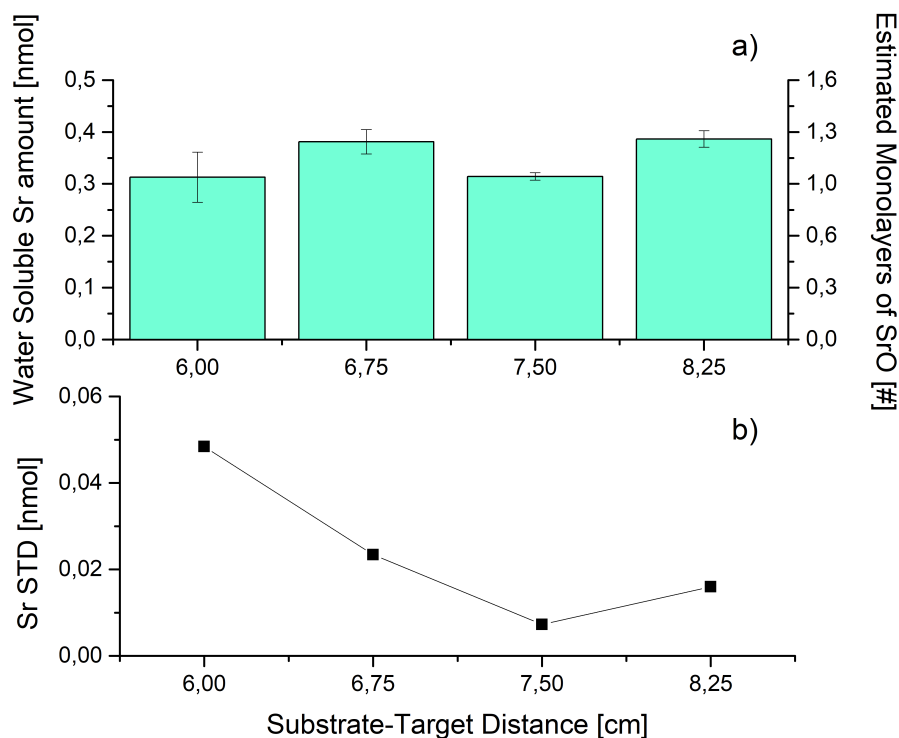 a)
Water Soluble Sr amount [nmol]
0,5
0,4
0,3
0,2
0,1
0,0
1,6
1,3
1,0
0,6
0,3
0,0
Estimated Monolayers of SrO [#]
6,00 6,75 7,50 8,25
b)
Sr STD [nmol]
0,06
0,04
0,02
0,00
6,00 6,75 7,50 8,25
Substrate-Target Distance [cm]